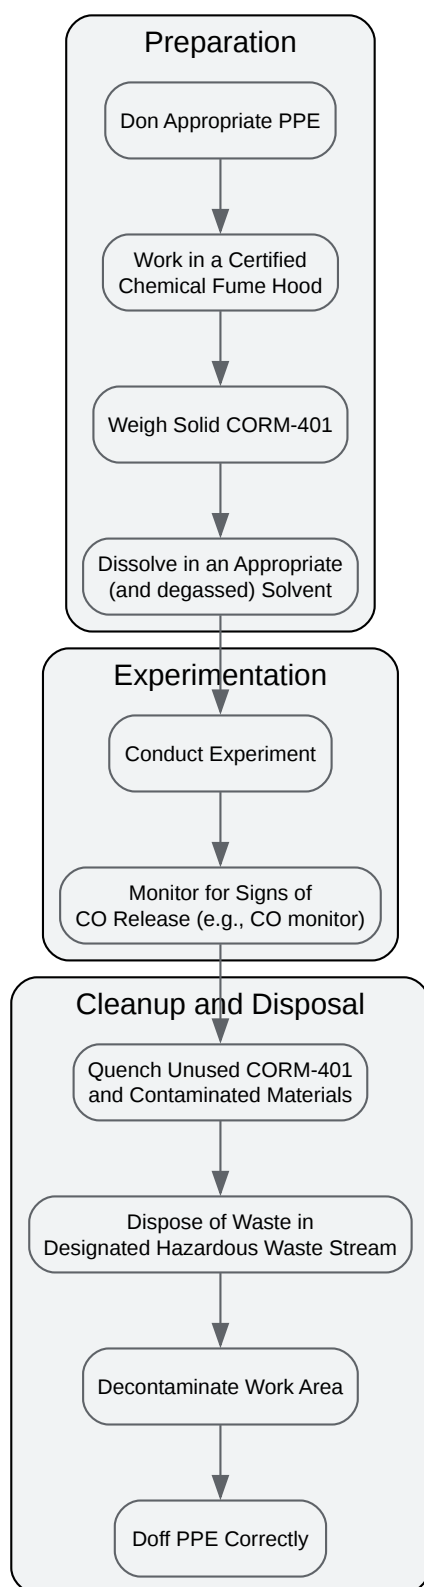 Preparation
Don Appropriate PPE
Work in a Certified
Chemical Fume Hood
Weigh Solid CORM-401
Dissolve in an Appropriate
(and degassed) Solvent
Experimentation
Conduct Experiment
Monitor for Signs of
CO Release (e.g., CO monitor)
Cleanup and Disposal
Quench Unused CORM-401
and Contaminated Materials
Dispose of Waste in
Designated Hazardous Waste Stream
Decontaminate Work Area
Doff PPE Correctly